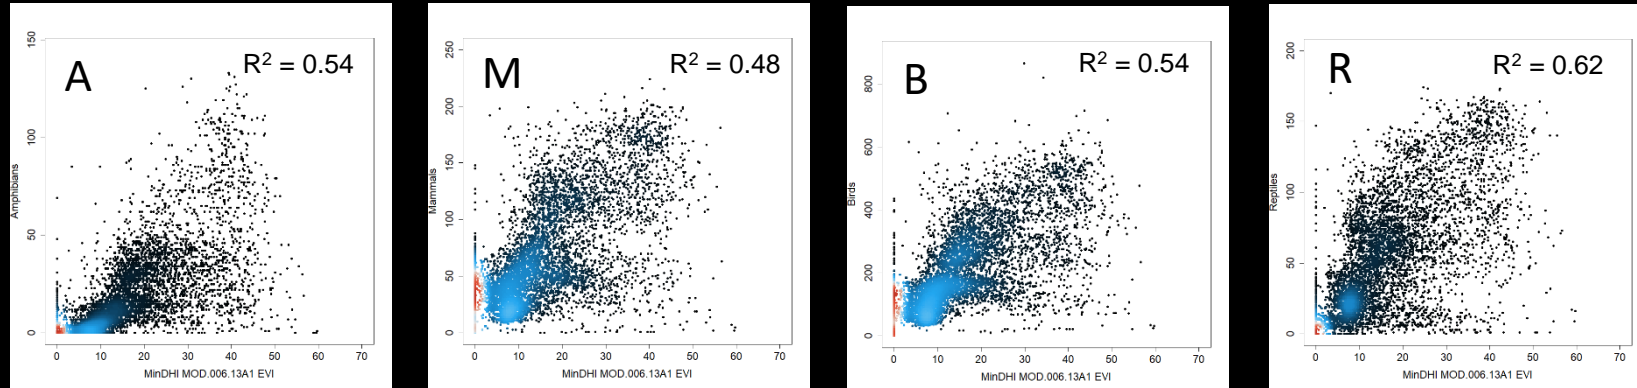 A
R² = 0.54
Amphibians
150
100
50
0
0 10 20 30 40 50 60 70
MinDHI MOD.006.13A1 EVI
M
R² = 0.48
Mammals
250
200
150
100
50
0
0 10 20 30 40 50 60 70
MinDHI MOD.006.13A1 EVI
B
R² = 0.54
Birds
800
600
400
200
0
0 10 20 30 40 50 60 70
MinDHI MOD.006.13A1 EVI
R
R² = 0.62
Reptiles
200
150
100
50
0
0 10 20 30 40 50 60 70
MinDHI MOD.006.13A1 EVI